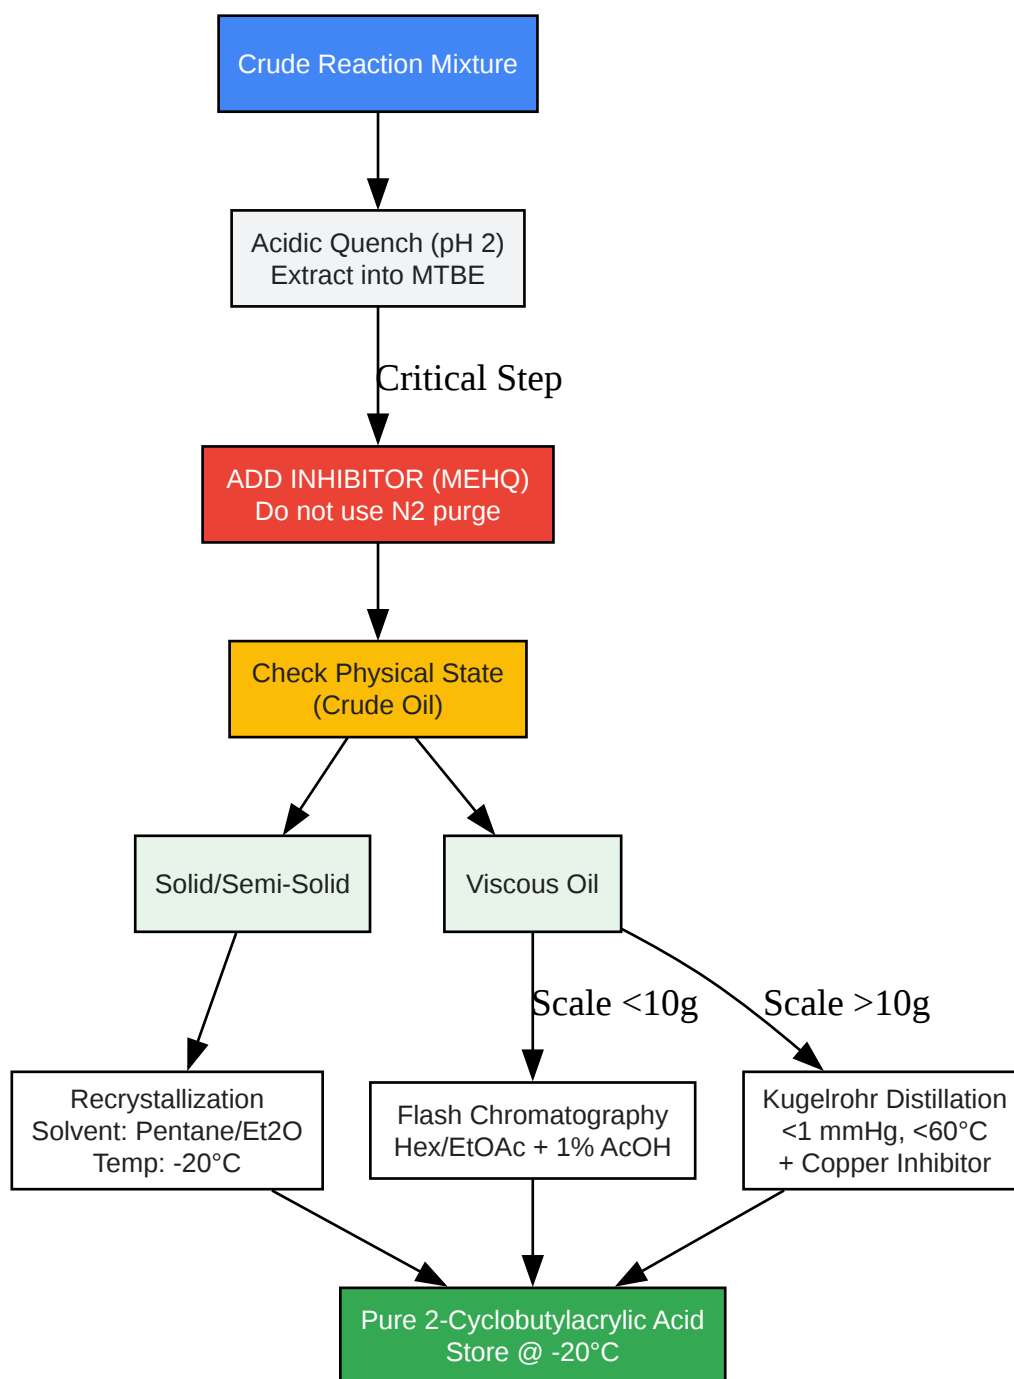 Crude Reaction Mixture
Acidic Quench (pH 2)
Extract into MTBE
Critical Step
ADD INHIBITOR (MEHQ)
Do not use N2 purge
Check Physical State
(Crude Oil)
Solid/Semi-Solid
Viscous Oil
Scale <10g
Scale >10g
Recrystallization
Solvent: Pentane/Et2O
Temp: -20°C
Flash Chromatography
Hex/EtOAc + 1% AcOH
Kugelrohr Distillation
<1 mmHg, <60°C
+ Copper Inhibitor
Pure 2-Cyclobutylacrylic Acid
Store @ -20°C